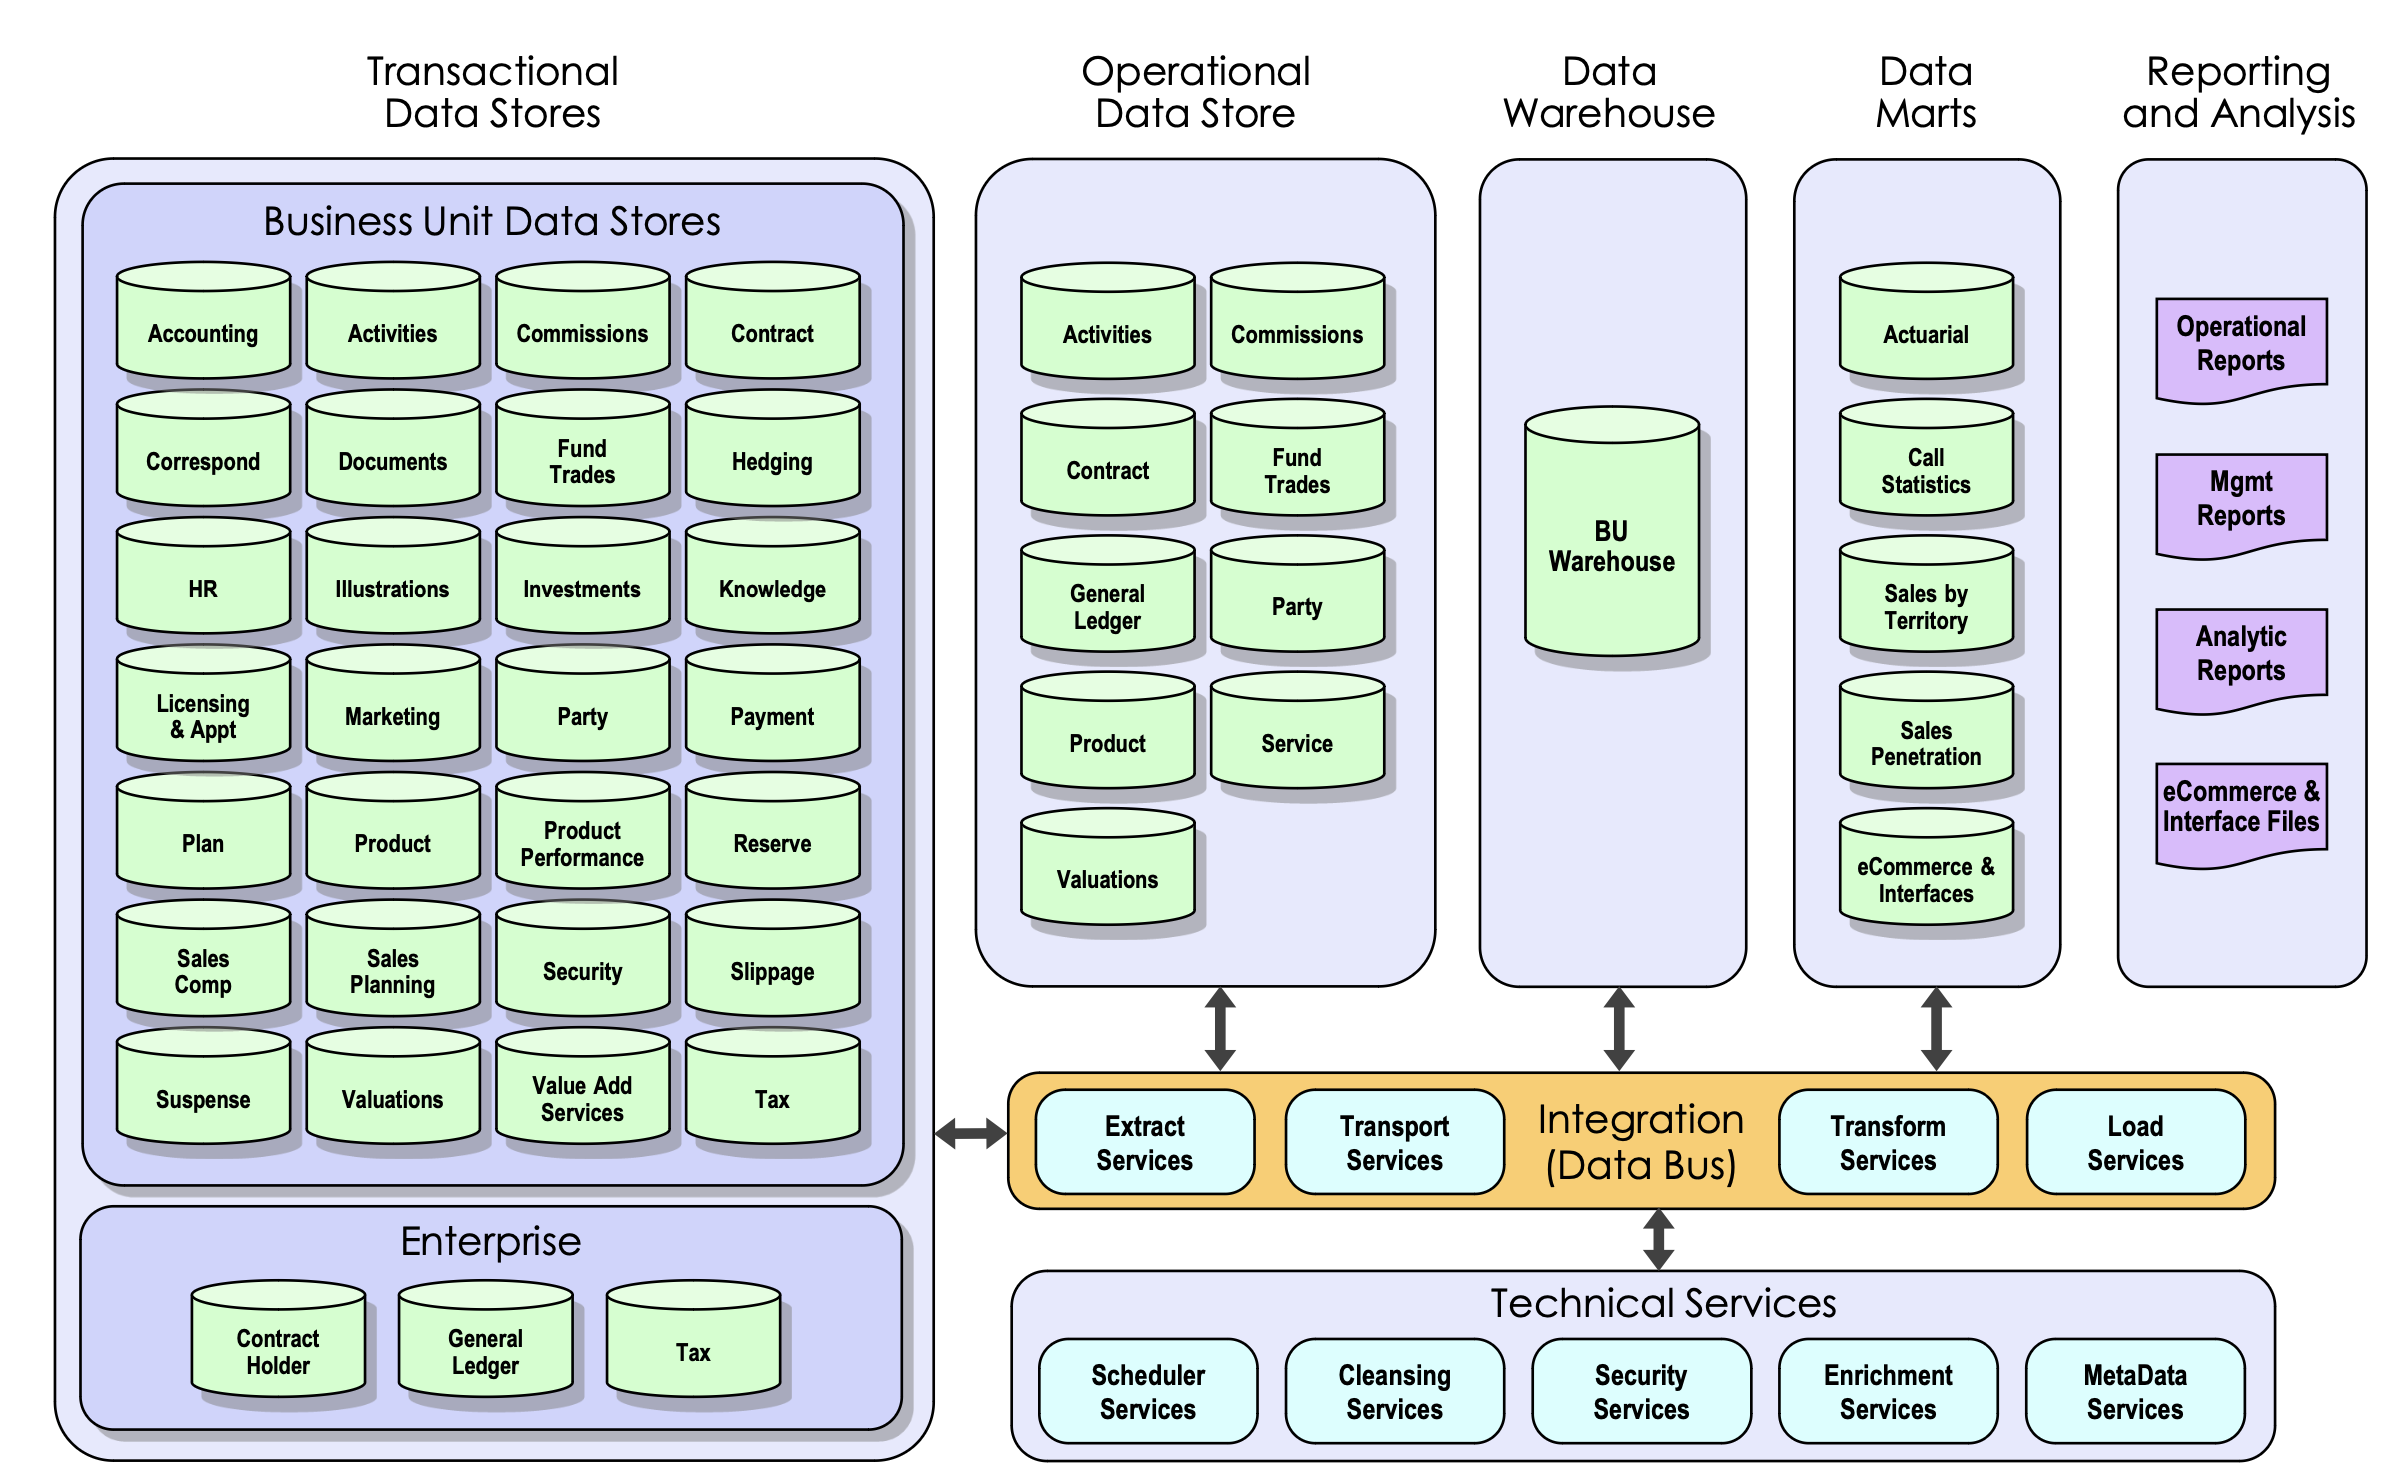 Transactional
Data Stores
Operational
Data Store
Data
Warehouse
Data
Marts
Reporting
and Analysis
Business Unit Data Stores
Accounting
Activities
Commissions
Contract
Correspond
Documents
Fund
Trades
Hedging
HR
Illustrations
Investments
Knowledge
Licensing
& Appt
Marketing
Party
Payment
Plan
Product
Product
Performance
Reserve
Sales
Comp
Sales
Planning
Security
Slippage
Suspense
Valuations
Value Add
Services
Tax
Enterprise
Contract
Holder
General
Ledger
Tax
Activities
Commissions
Contract
Fund
Trades
General
Ledger
Party
Product
Service
Valuations
BU
Warehouse
Actuarial
Call
Statistics
Sales by
Territory
Sales
Penetration
eCommerce &
Interfaces
Operational
Reports
Mgmt
Reports
Analytic
Reports
eCommerce &
Interface Files
Extract
Services
Transport
Services
Integration
(Data Bus)
Transform
Services
Load
Services
Technical Services
Scheduler
Services
Cleansing
Services
Security
Services
Enrichment
Services
MetaData
Services